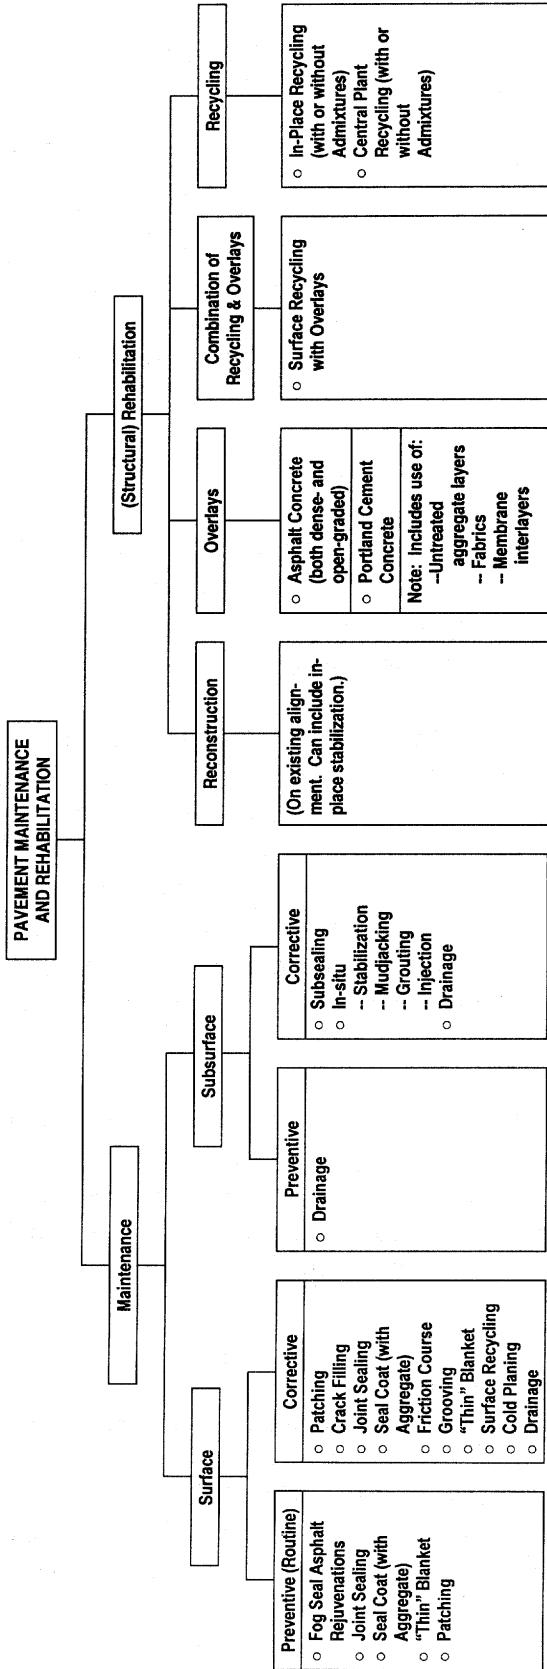 PAVEMENT MAINTENANCE
AND REHABILITATION
Maintenance
(Structural) Rehabilitation
Surface
Subsurface
Reconstruction
Overlays
Combination of
Recycling & Overlays
Recycling
Preventive (Routine)
○ Fog Seal Asphalt
Rejuvenations
○ Joint Sealing
○ Seal Coat (with
Aggregate)
○ "Thin" Blanket
○ Patching
Corrective
○ Patching
○ Crack Filling
○ Joint Sealing
○ Seal Coat (with
Aggregate)
○ Friction Course
○ Grooving
○ "Thin" Blanket
○ Surface Recycling
○ Cold Planing
○ Drainage
Preventive
○ Drainage
Corrective
○ Subsealing
○ In-situ
-- Stabilization
-- Mudjacking
-- Grouting
-- Injection
○ Drainage
(On existing align-
ment. Can include in-
place stabilization.)
○ Asphalt Concrete
(both dense- and
open-graded)
○ Portland Cement
Concrete
Note: Includes use of:
--Untreated
aggregate layers
-- Fabrics
-- Membrane
interlayers
○ Surface Recycling
with Overlays
○ In-Place Recycling
(with or without
Admixtures)
○ Central Plant
Recycling (with or
without
Admixtures)